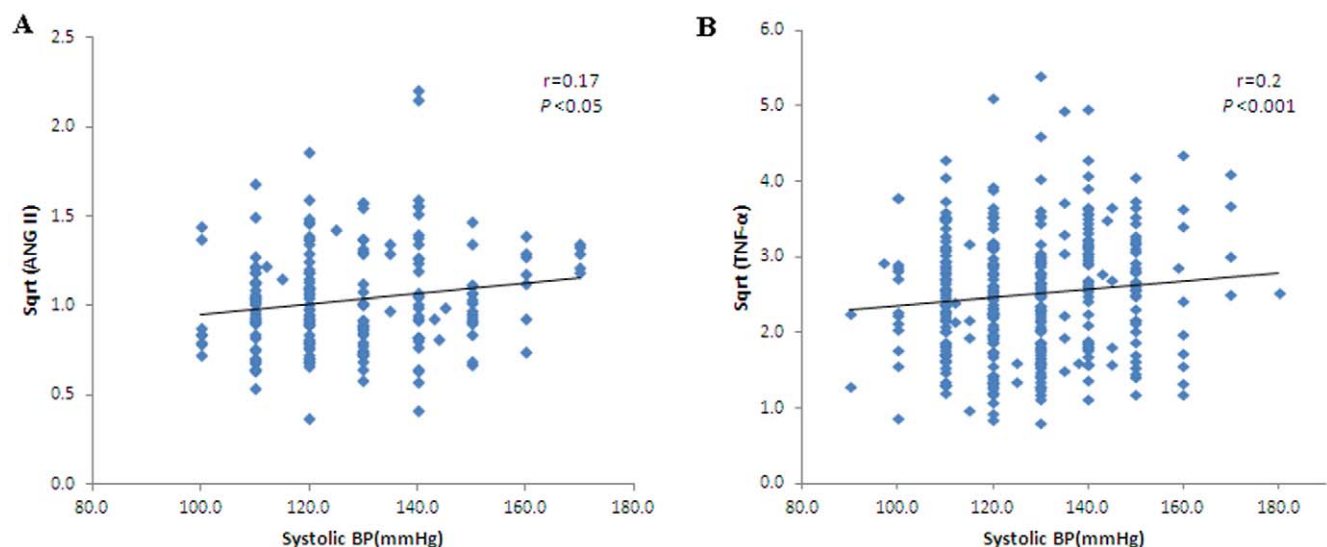 A
2.5
2.0
1.5
1.0
0.5
0.0
Sqrt (ANG II)
r=0.17
P<0.05
80.0 100.0 120.0 140.0 160.0 180.0
Systolic BP(mmHg)
B
6.0
5.0
4.0
3.0
2.0
1.0
0.0
Sqrt (TNF-α)
r=0.2
P<0.001
80.0 100.0 120.0 140.0 160.0 180.0
Systolic BP(mmHg)